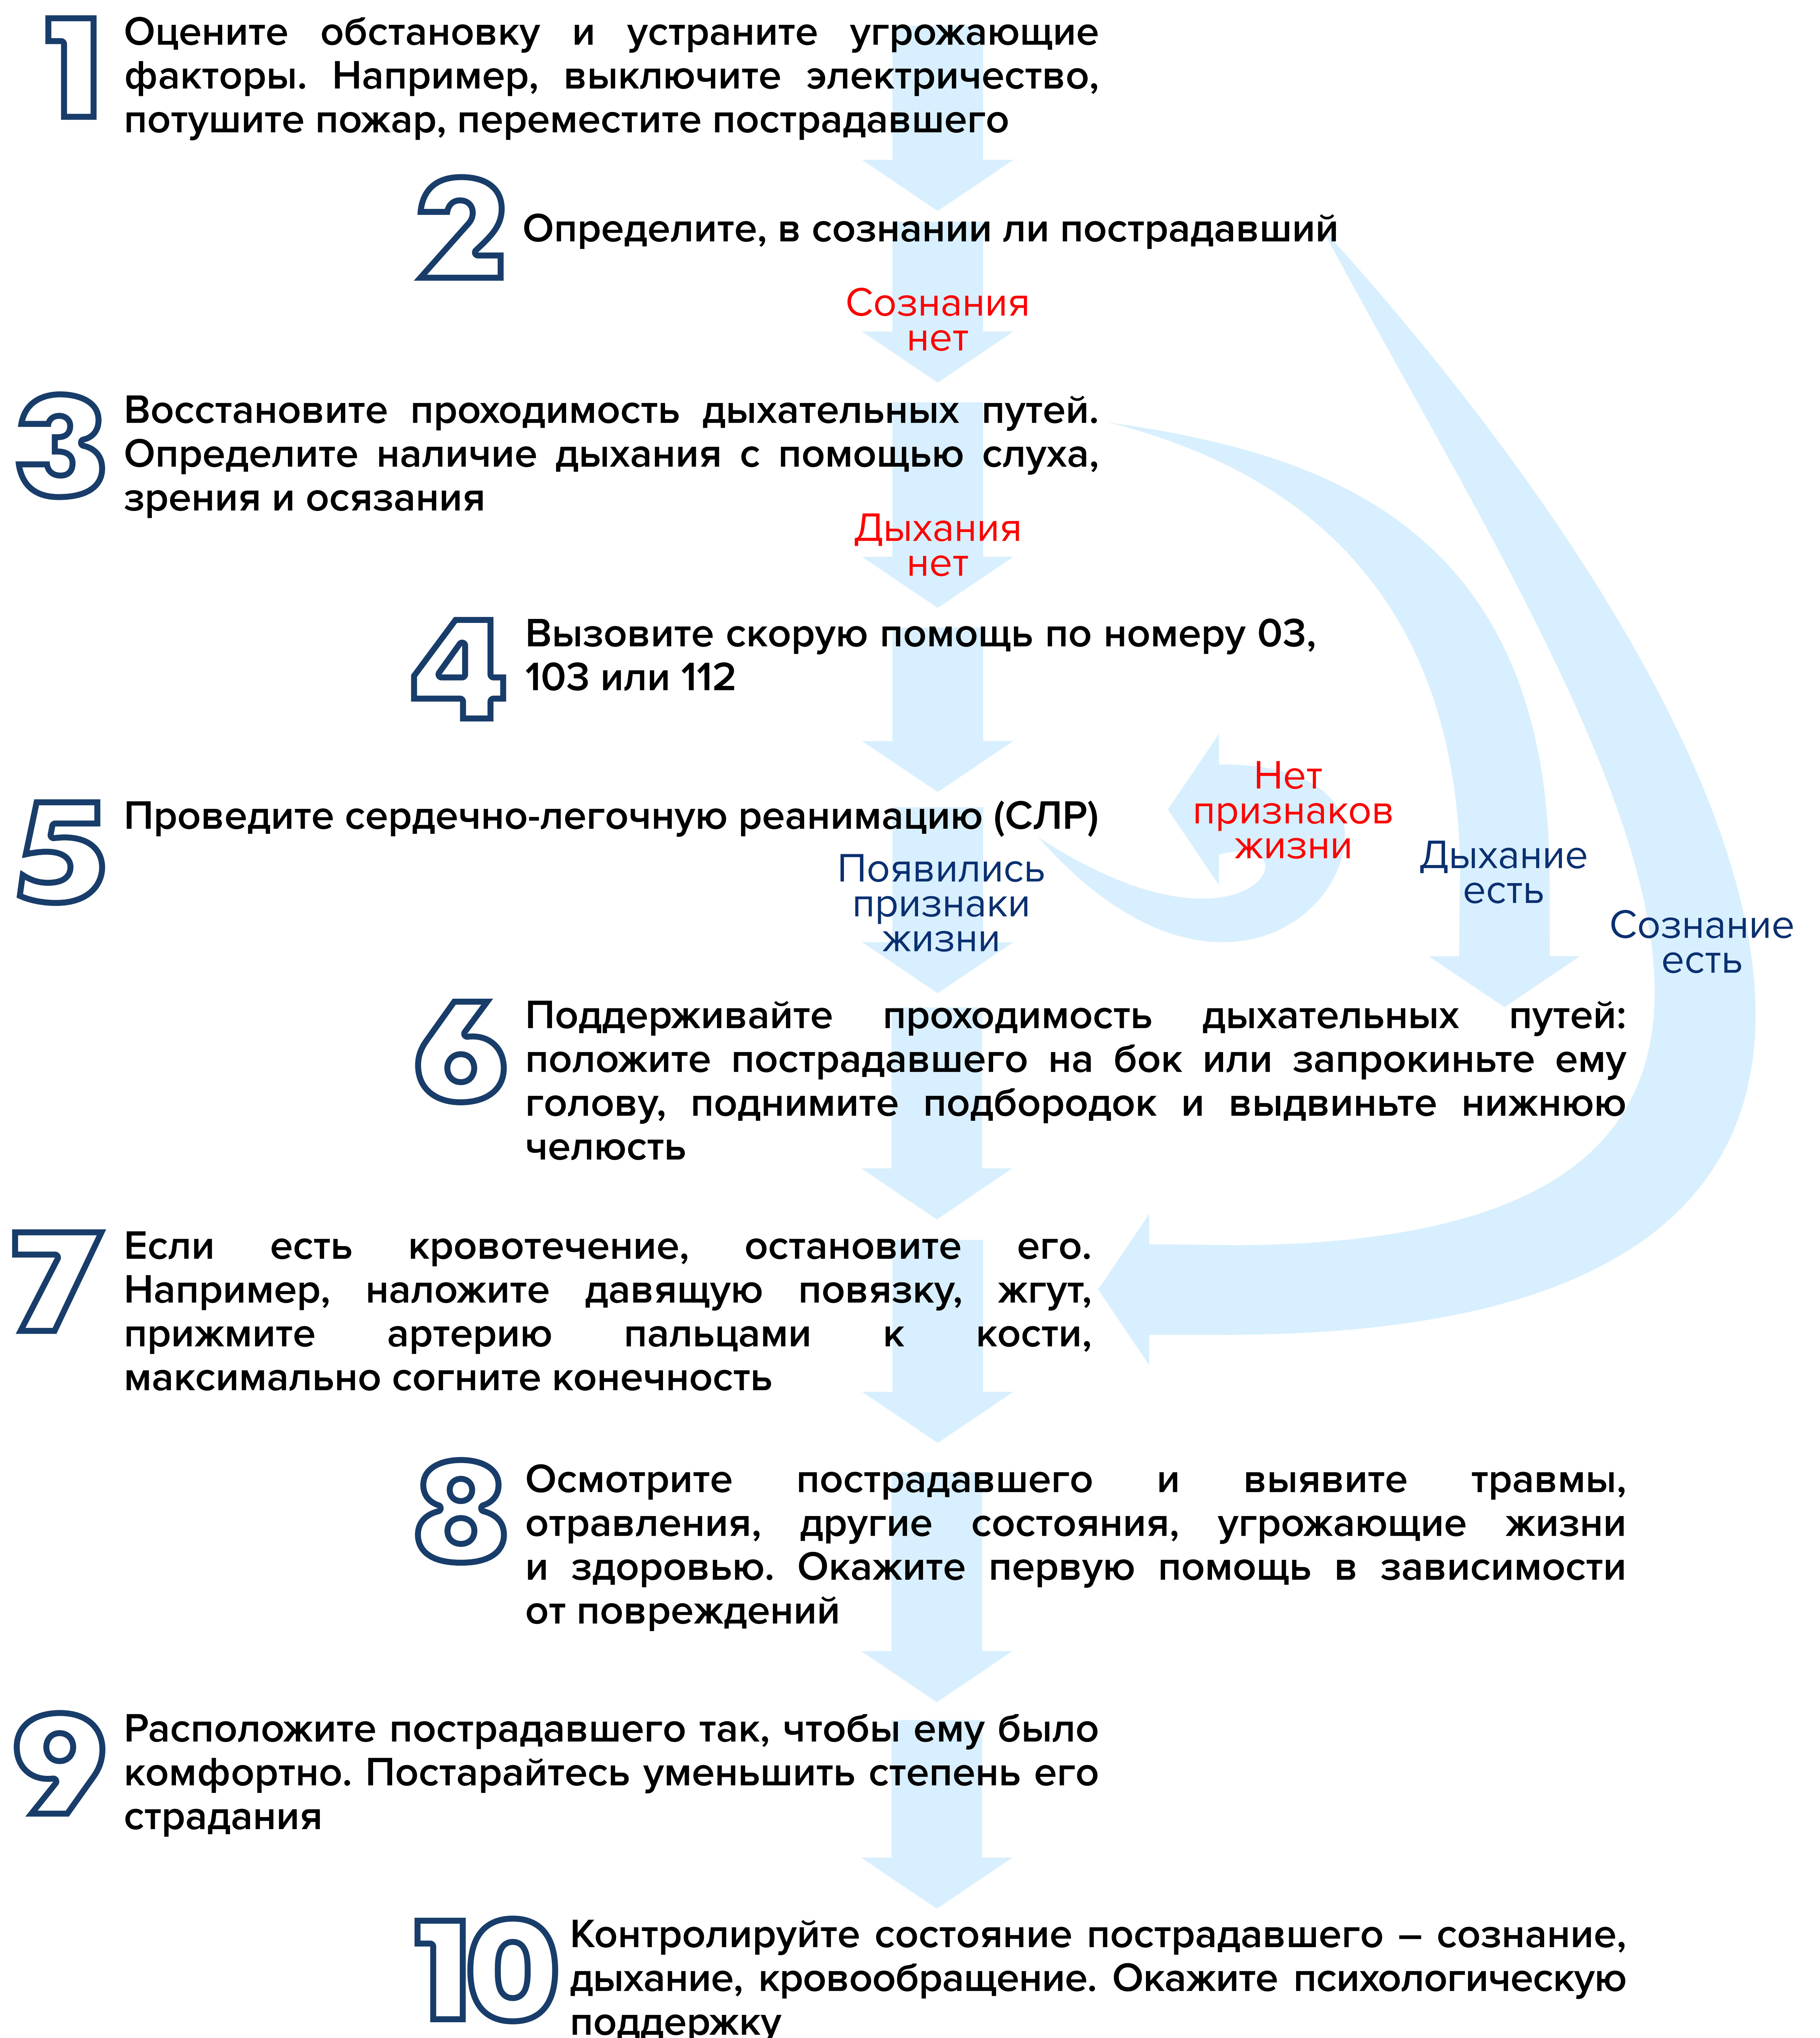 1
Оцените обстановку и устраните угрожающие
факторы. Например, выключите электричество,
потушите пожар, переместите пострадавшего
2
Определите, в сознании ли пострадавший
Сознания
нет
3
Восстановите проходимость дыхательных путей.
Определите наличие дыхания с помощью слуха,
зрения и осязания
Дыхания
нет
4
Вызовите скорую помощь по номеру 03,
103 или 112
5
Проведите сердечно-легочную реанимацию (СЛР)
Нет
признаков
жизни
Появились
признаки
жизни
Дыхание
есть
Сознание
есть
6
Поддерживайте проходимость дыхательных путей:
положите пострадавшего на бок или запрокиньте ему
голову, поднимите подбородок и выдвиньте нижнюю
челюсть
7
Если есть кровотечение, остановите его.
Например, наложите давящую повязку, жгут,
прижмите артерию пальцами к кости,
максимально согните конечность
8
Осмотрите пострадавшего и выявите травмы,
отравления, другие состояния, угрожающие жизни
и здоровью. Окажите первую помощь в зависимости
от повреждений
9
Расположите пострадавшего так, чтобы ему было
комфортно. Постарайтесь уменьшить степень его
страдания
10
Контролируйте состояние пострадавшего – сознание,
дыхание, кровообращение. Окажите психологическую
поддержку